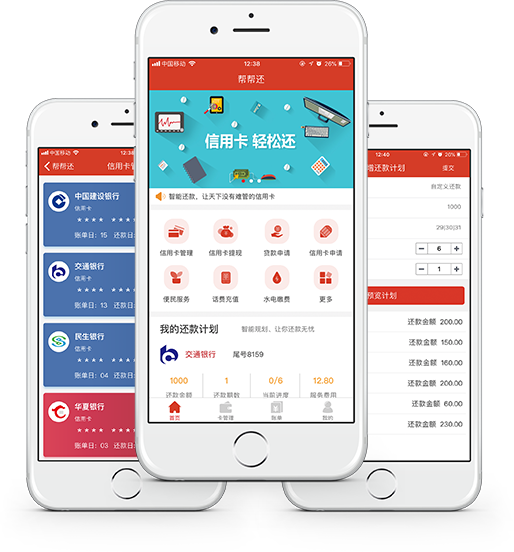 中国移动
12:38
26%
帮帮还
信用卡 轻松还
智能还款，让天下没有难管的信用卡
信用卡管理
信用卡提现
贷款申请
信用卡申请
便民服务
话费充值
水电缴费
更多
我的还款计划
智能规划，让你还款无忧
交通银行
尾号8159
1000
1
0/6
12.80
还款金额
还款期数
当前进度
服务费用
首页
卡管理
账单
我的
中国移动
12:38
帮帮还
信用卡管
中国建设银行
信用卡
**** **** *
账单日：15 还款日：
交通银行
信用卡
**** **** *
账单日：13 还款日：
民生银行
信用卡
**** **** *
账单日：04 还款日：
华夏银行
信用卡
**** **** *
账单日：03 还款日：
12:40
20%
还款计划
提交
自定义还款
1000
29|30|31
− 6 +
− 1 +
预览计划
还款金额 200.00
还款金额 150.00
还款金额 160.00
还款金额 200.00
还款金额 60.00
还款金额 230.00